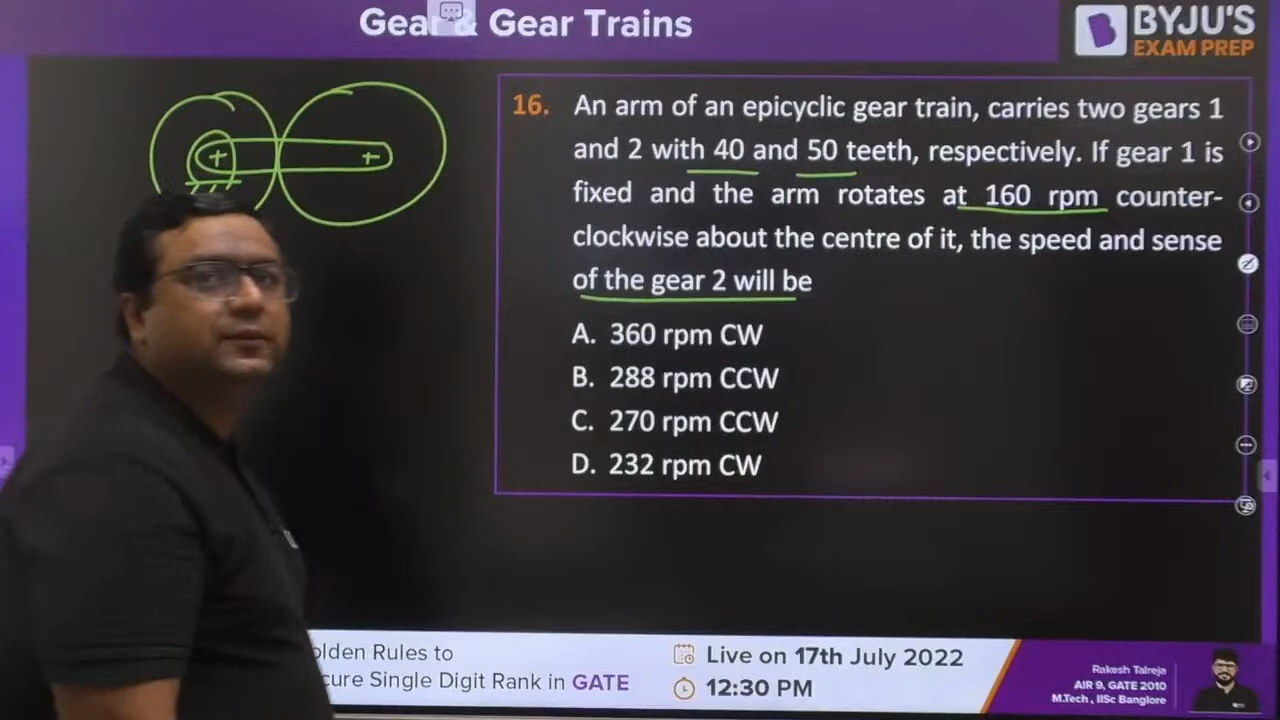 Gear & Gear Trains
BYJU'S
EXAM PREP
16. An arm of an epicyclic gear train, carries two gears 1
and 2 with 40 and 50 teeth, respectively. If gear 1 is
fixed and the arm rotates at 160 rpm counter-
clockwise about the centre of it, the speed and sense
of the gear 2 will be
A. 360 rpm CW
B. 288 rpm CCW
C. 270 rpm CCW
D. 232 rpm CW
Rules to
Single Digit Rank in GATE
Live on 17th July 2022
12:30 PM
Rakesh Talreja
AIR 9, GATE 2010
M.Tech, IISc Banglore